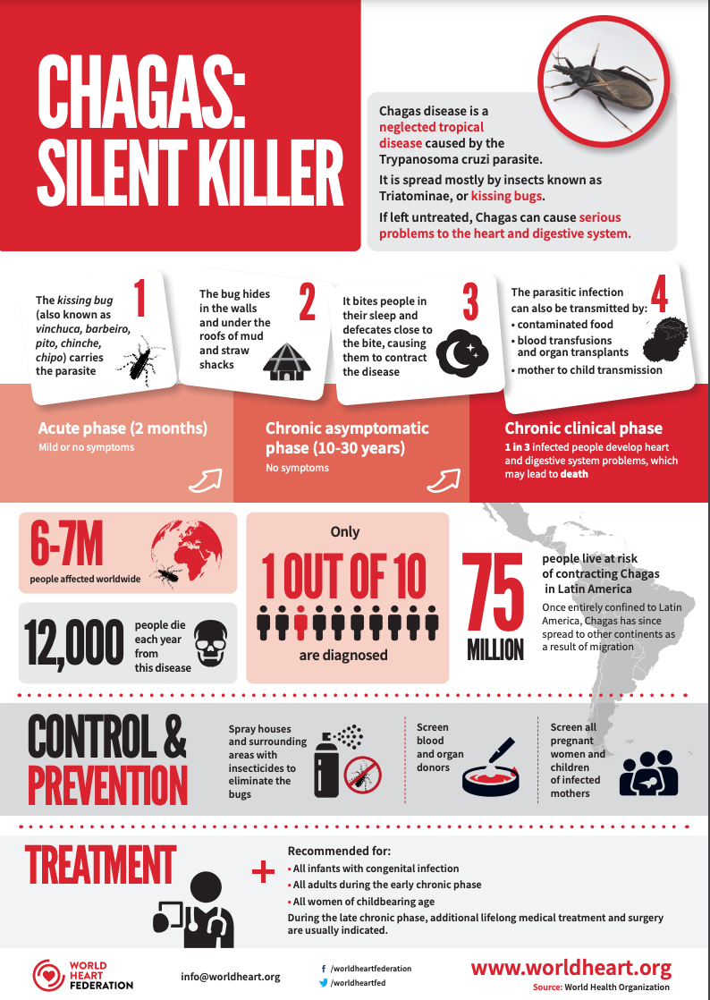 CHAGAS:
SILENT KILLER
Chagas disease is a
neglected tropical
disease caused by the
Trypanosoma cruzi parasite.
It is spread mostly by insects known as
Triatominae, or kissing bugs.
If left untreated, Chagas can cause serious
problems to the heart and digestive system.
1
The kissing bug
(also known as
vinchuca, barbeiro,
pito, chinche,
chipo) carries
the parasite
2
The bug hides
in the walls
and under the
roofs of mud
and straw
shacks
3
It bites people in
their sleep and
defecates close to
the bite, causing
them to contract
the disease
4
The parasitic infection
can also be transmitted by:
• contaminated food
• blood transfusions
and organ transplants
• mother to child transmission
Acute phase (2 months)
Mild or no symptoms
Chronic asymptomatic
phase (10-30 years)
No symptoms
Chronic clinical phase
1 in 3 infected people develop heart
and digestive system problems, which
may lead to death
6-7M
people affected worldwide
12,000
people die
each year
from
this disease
Only
1 OUT OF 10
are diagnosed
75
MILLION
people live at risk
of contracting Chagas
in Latin America
Once entirely confined to Latin
America, Chagas has since
spread to other continents as
a result of migration
CONTROL &
PREVENTION
Spray houses
and surrounding
areas with
insecticides to
eliminate the
bugs
Screen
blood
and organ
donors
Screen all
pregnant
women and
children
of infected
mothers
TREATMENT
+
Recommended for:
• All infants with congenital infection
• All adults during the early chronic phase
• All women of childbearing age
During the late chronic phase, additional lifelong medical treatment and surgery
are usually indicated.
WORLD
HEART
FEDERATION
info@worldheart.org
f /worldheartfederation
/worldheartfed
www.worldheart.org
Source: World Health Organization